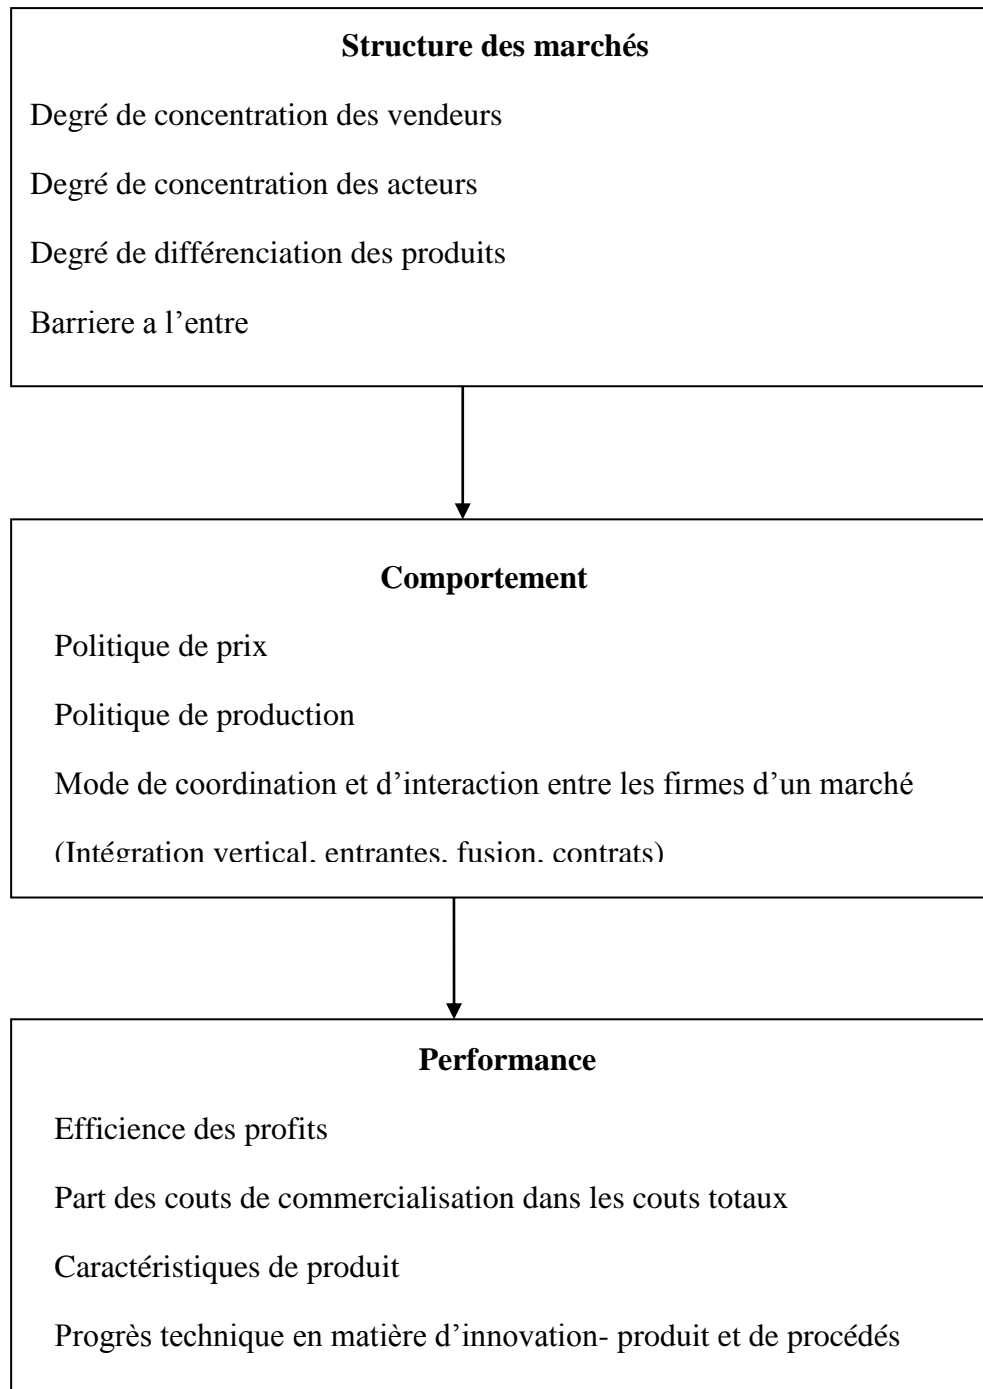 Structure des marchés
Degré de concentration des vendeurs
Degré de concentration des acteurs
Degré de différenciation des produits
Barriere a l’entre
Comportement
Politique de prix
Politique de production
Mode de coordination et d’interaction entre les firmes d’un marché
(Intégration vertical, entrantes, fusion, contrats)
Performance
Efficience des profits
Part des couts de commercialisation dans les couts totaux
Caractéristiques de produit
Progrès technique en matière d’innovation- produit et de procédés